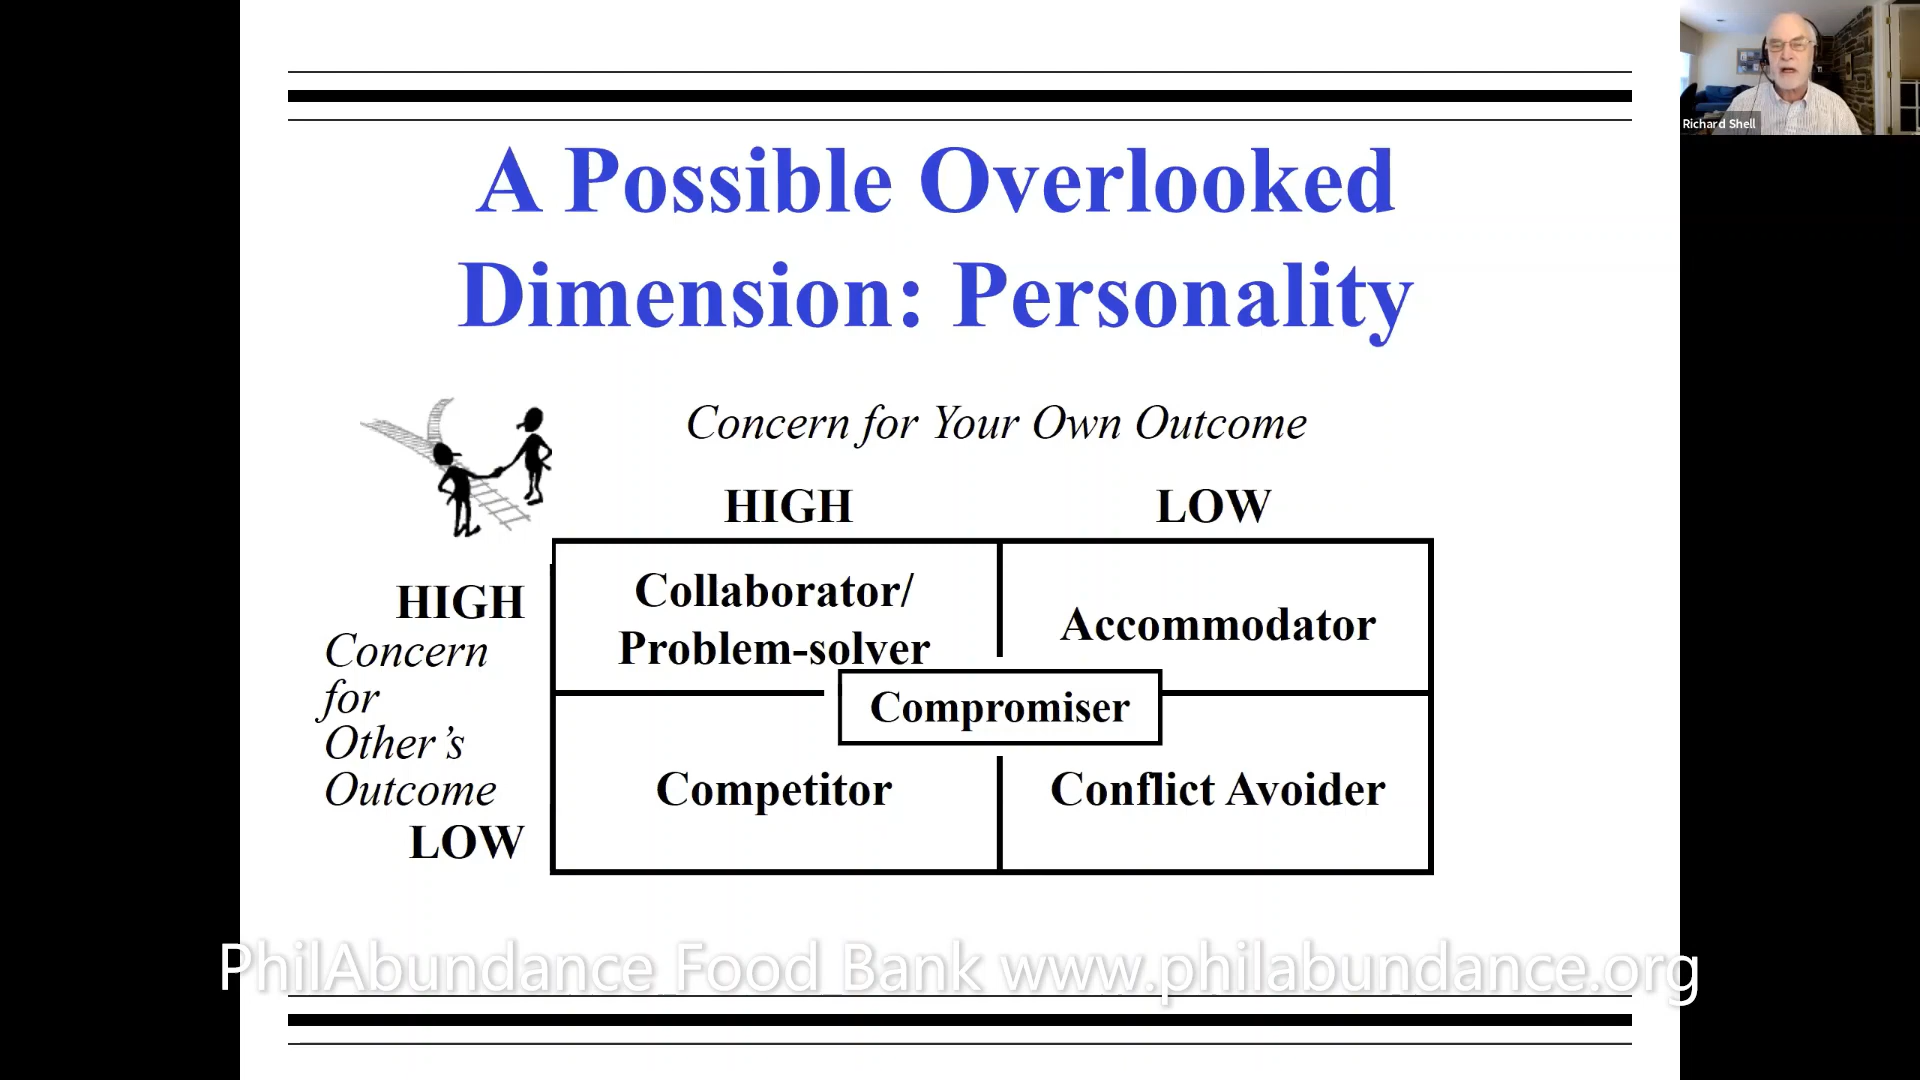 Richard Shell
A Possible Overlooked
Dimension: Personality
Concern for Your Own Outcome
HIGH LOW
HIGH
Concern
for
Other’s
Outcome
LOW
Collaborator/
Problem-solver
Accommodator
Compromiser
Competitor
Conflict Avoider
PhilAbundance Food Bank www.philabundance.org